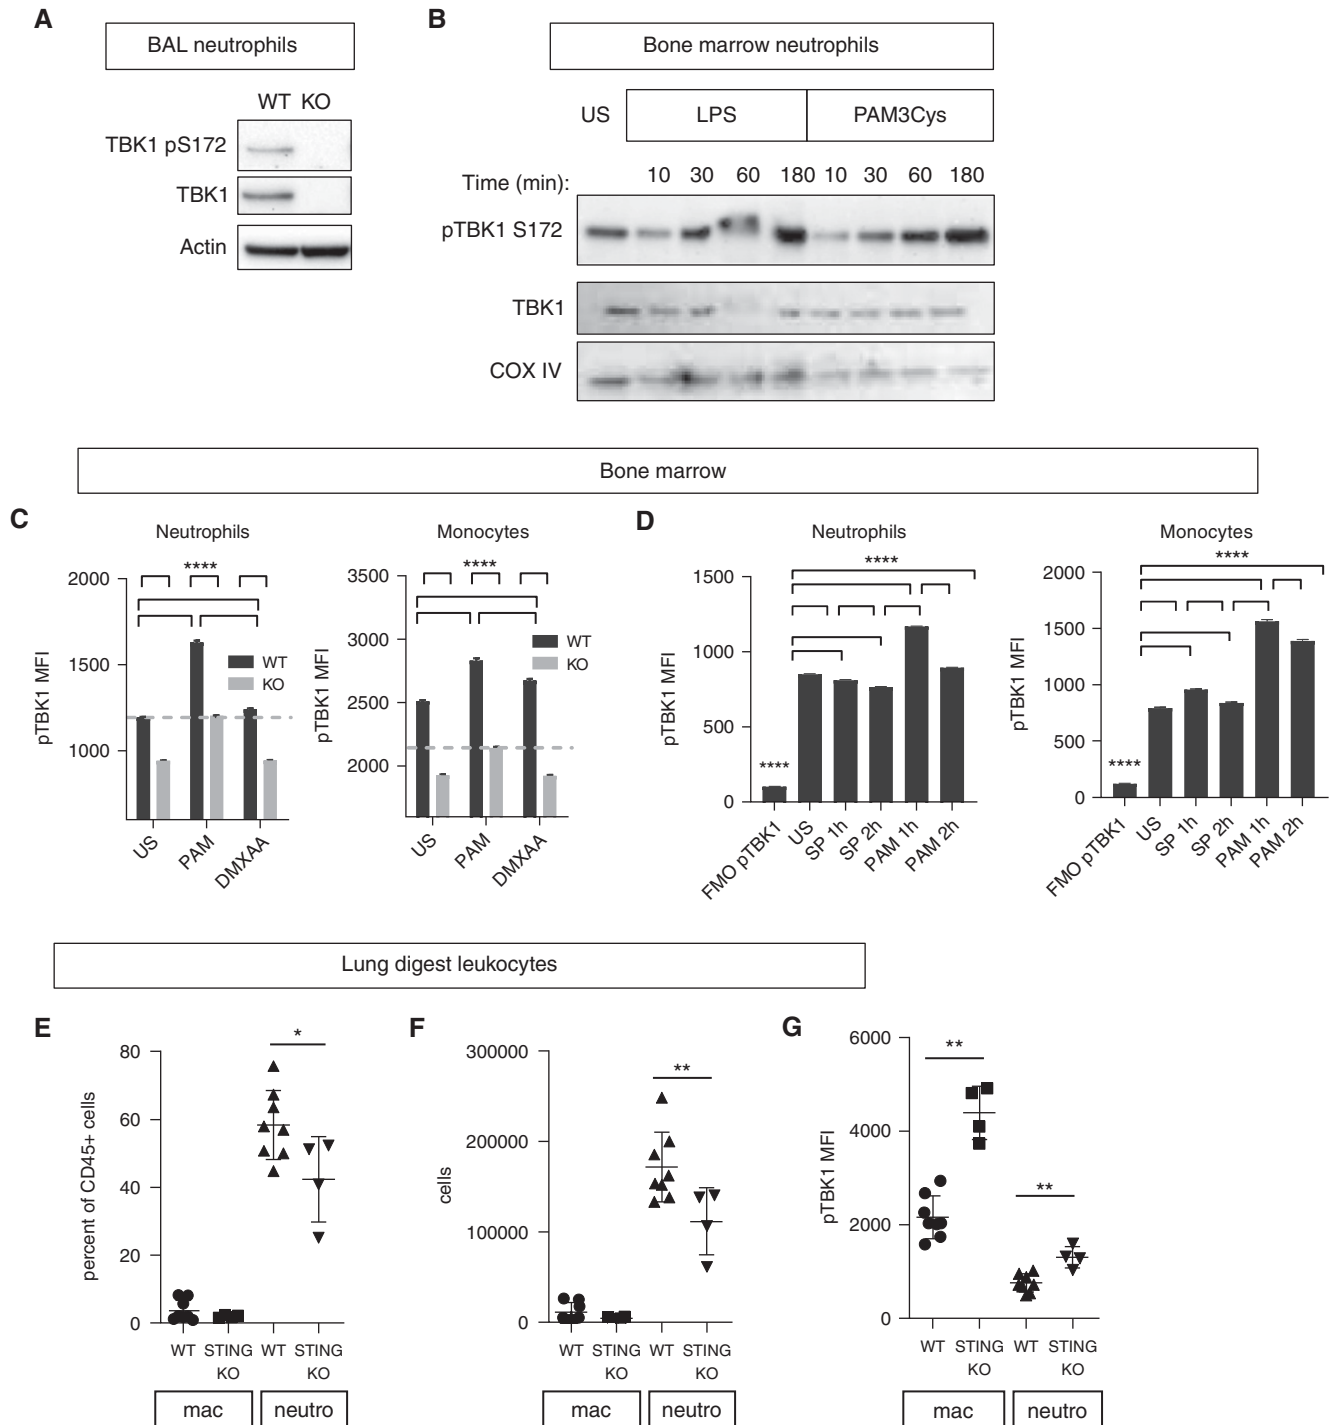 A
BAL neutrophils
WT KO
TBK1 pS172
TBK1
Actin
B
Bone marrow neutrophils
US LPS PAM3Cys
Time (min): 10 30 60 180 10 30 60 180
pTBK1 S172
TBK1
COX IV
Bone marrow
C
Neutrophils
****
pTBK1 MFI
2000
1500
1000
WT
KO
US PAM DMXAA
Monocytes
****
pTBK1 MFI
3500
3000
2500
2000
WT
KO
US PAM DMXAA
D
Neutrophils
****
pTBK1 MFI
1500
1000
500
0
****
FMO pTBK1 US SP 1h SP 2h PAM 1h PAM 2h
Monocytes
****
pTBK1 MFI
2000
1500
1000
500
0
****
FMO pTBK1 US SP 1h SP 2h PAM 1h PAM 2h
Lung digest leukocytes
E
percent of CD45+ cells
80
60
40
20
0
*
WT STING WT STING
KO KO
mac neutro
F
cells
300000
200000
100000
0
**
WT STING WT STING
KO KO
mac neutro
G
pTBK1 MFI
6000
4000
2000
0
**
**
WT STING WT STING
KO KO
mac neutro